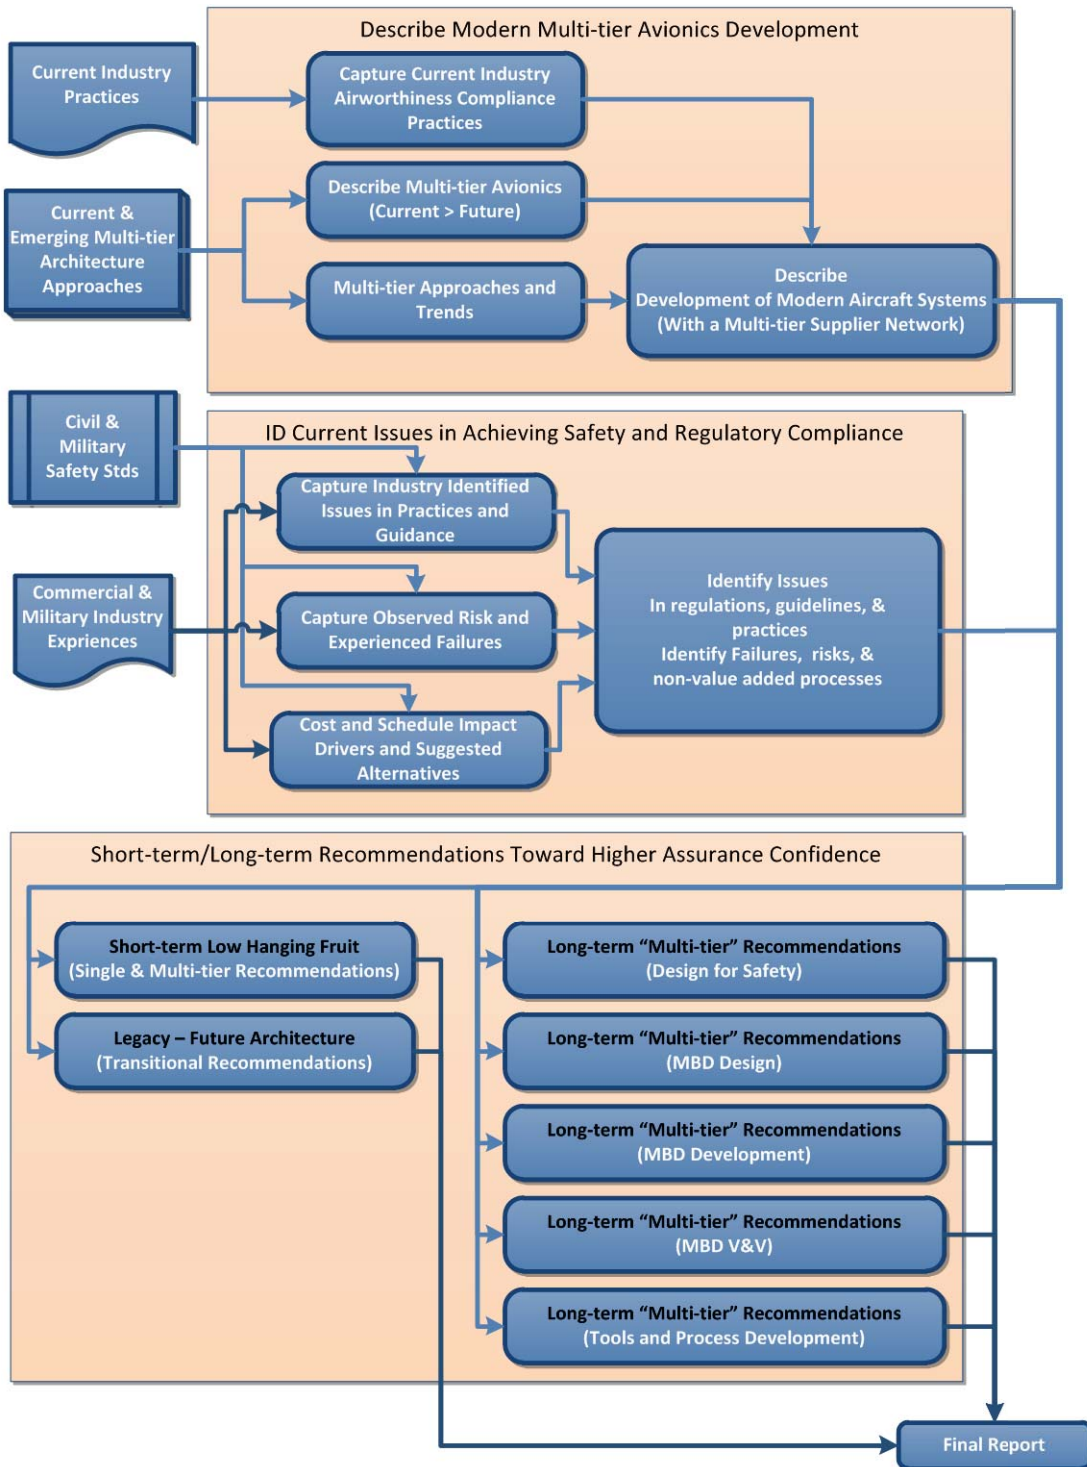 Describe Modern Multi-tier Avionics Development
Current Industry
Practices
Capture Current Industry
Airworthiness Compliance
Practices
Current &
Emerging Multi-tier
Architecture
Approaches
Describe Multi-tier Avionics
(Current > Future)
Multi-tier Approaches and
Trends
Describe
Development of Modern Aircraft Systems
(With a Multi-tier Supplier Network)
Civil &
Military
Safety Stds
ID Current Issues in Achieving Safety and Regulatory Compliance
Capture Industry Identified
Issues in Practices and
Guidance
Commercial &
Military Industry
Expriences
Capture Observed Risk and
Experienced Failures
Cost and Schedule Impact
Drivers and Suggested
Alternatives
Identify Issues
In regulations, guidelines, &
practices
Identify Failures, risks, &
non-value added processes
Short-term/Long-term Recommendations Toward Higher Assurance Confidence
Short-term Low Hanging Fruit
(Single & Multi-tier Recommendations)
Legacy – Future Architecture
(Transitional Recommendations)
Long-term “Multi-tier” Recommendations
(Design for Safety)
Long-term “Multi-tier” Recommendations
(MBD Design)
Long-term “Multi-tier” Recommendations
(MBD Development)
Long-term “Multi-tier” Recommendations
(MBD V&V)
Long-term “Multi-tier” Recommendations
(Tools and Process Development)
Final Report